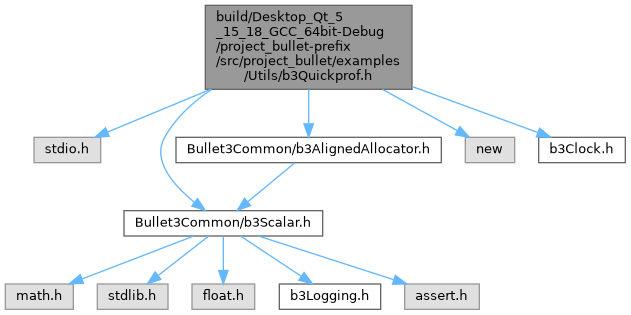 build/Desktop_Qt_5
_15_18_GCC_64bit-Debug
/project_bullet-prefix
/src/project_bullet/examples
/Utils/b3Quickprof.h
stdio.h
Bullet3Common/b3AlignedAllocator.h
new
b3Clock.h
Bullet3Common/b3Scalar.h
math.h
stdlib.h
float.h
b3Logging.h
assert.h